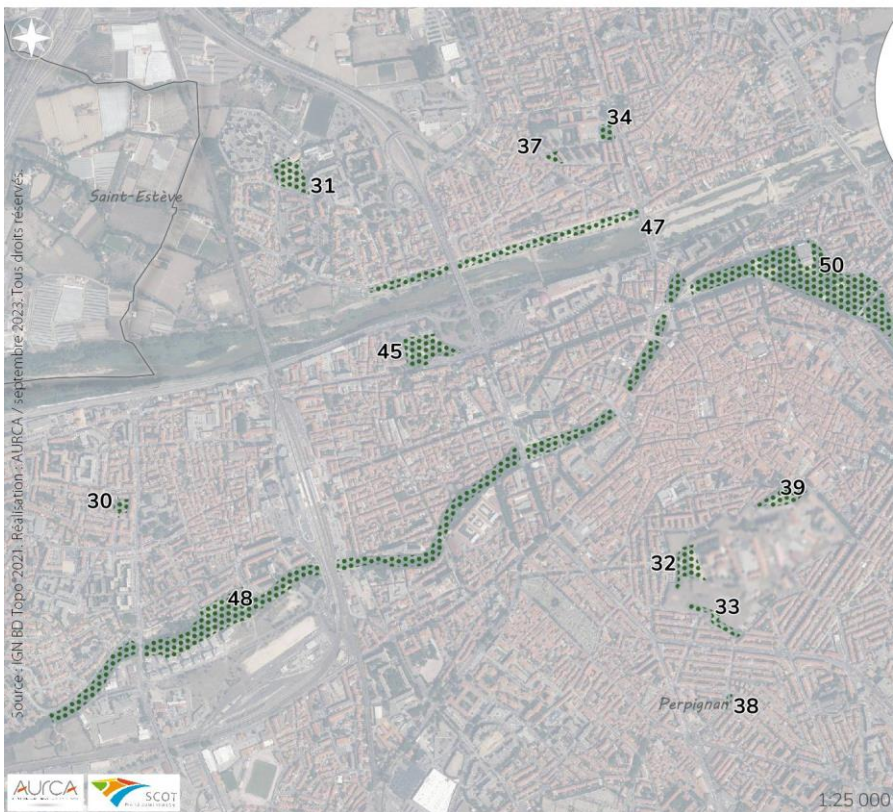 34
37
31
Saint-Estève
47
50
45
39
30
32
48
33
Perpignan
38
Source : IGN BD Topo 2021. Réalisation : AURCA / septembre 2023. Tous droits réservés.
AURCA
SCOT
1:25 000